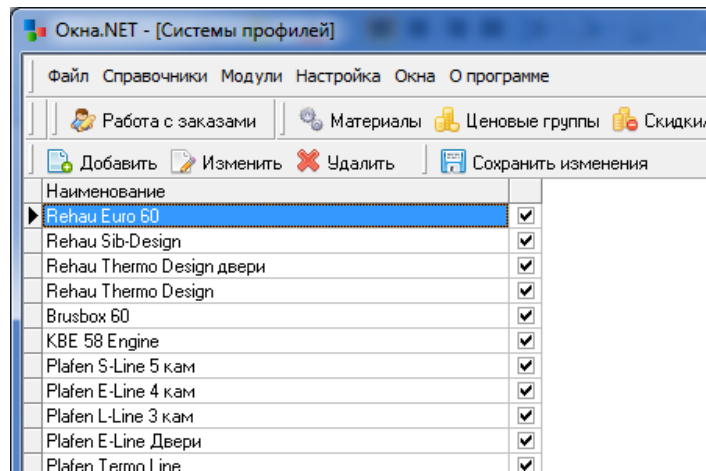 Окна.NET - [Системы профилей]
Файл Справочники Модули Настройка Окна О программе
Работа с заказами Материалы Ценовые группы Скидки/
Добавить Изменить Удалить Сохранить изменения
Наименование
Rehau Euro 60
Rehau Sib-Design
Rehau Thermo Design двери
Rehau Thermo Design
Brusbox 60
KBE 58 Engine
Plafen S-Line 5 кам
Plafen E-Line 4 кам
Plafen L-Line 3 кам
Plafen E-Line Двери
Plafen Termo Line